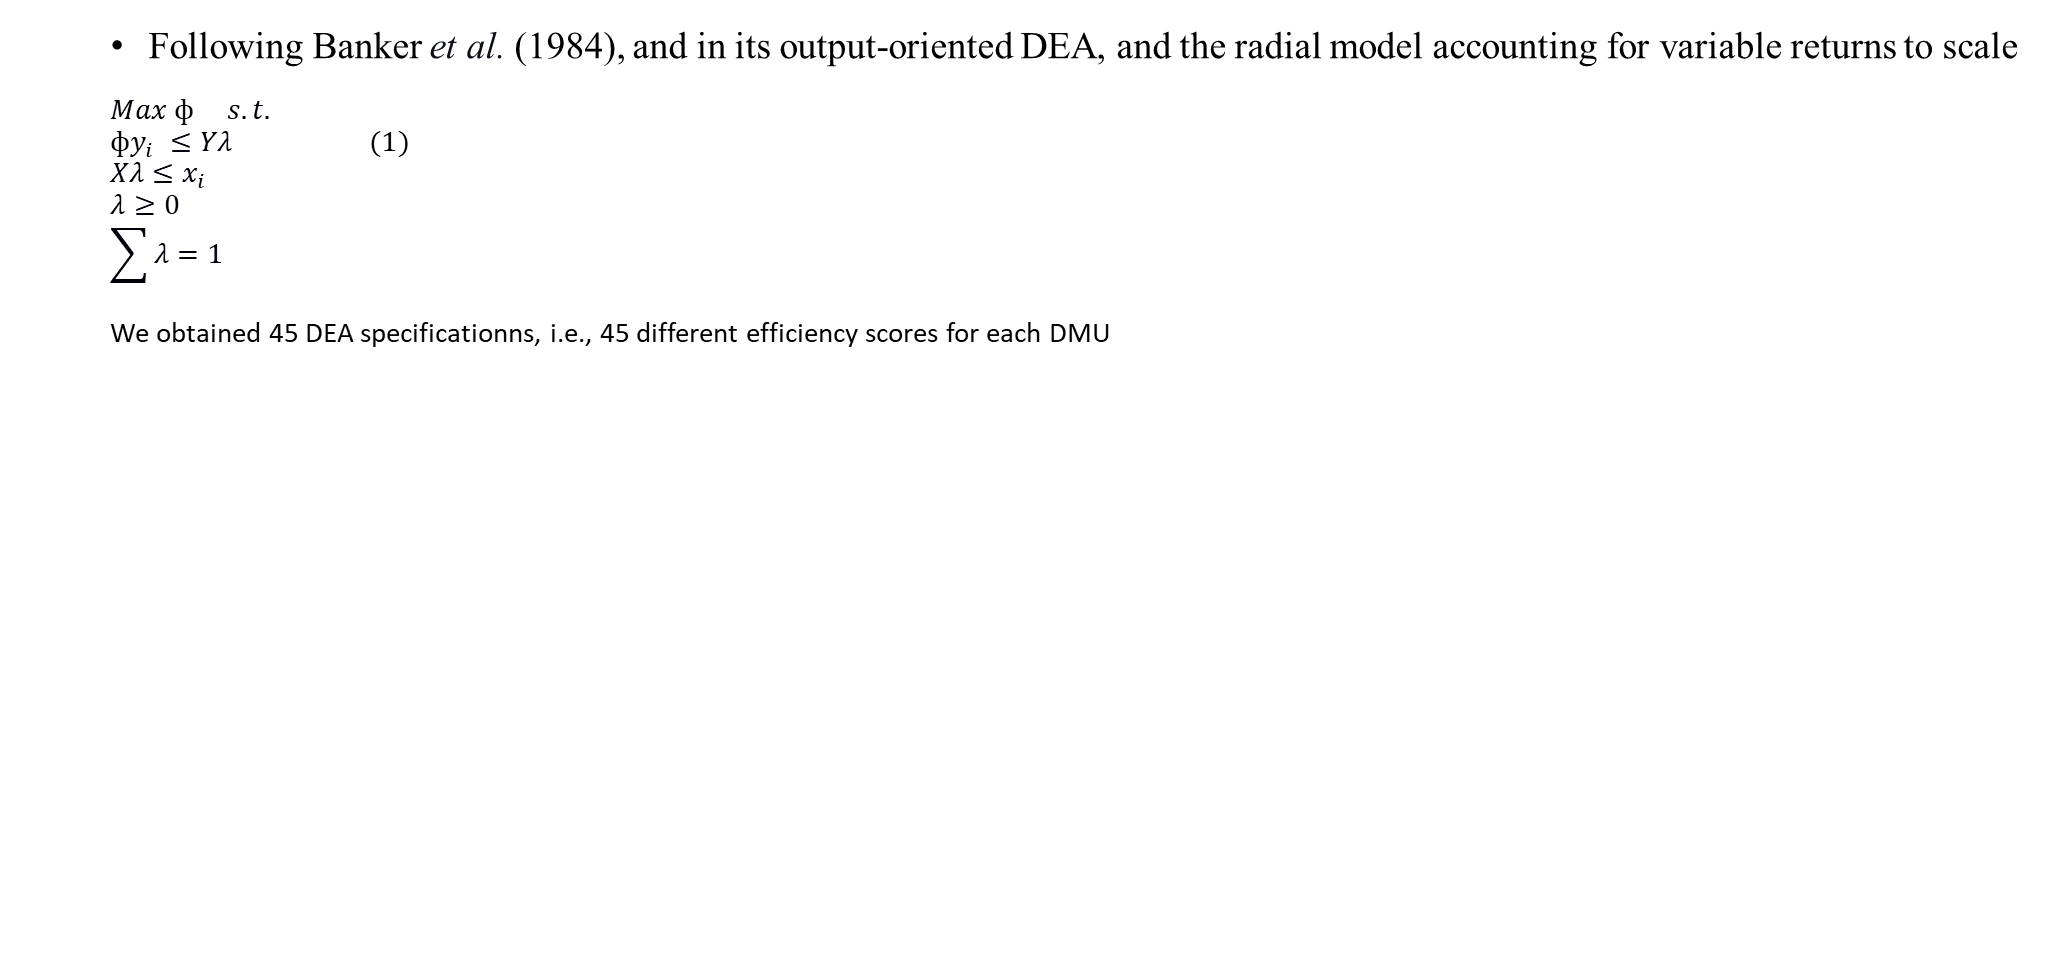 • Following Banker et al. (1984), and in its output-oriented DEA, and the radial model accounting for variable returns to scale
Max ф s.t.
фyᵢ ≤ Yλ (1)
Xλ ≤ xᵢ
λ ≥ 0
∑λ = 1
We obtained 45 DEA specificationns, i.e., 45 different efficiency scores for each DMU